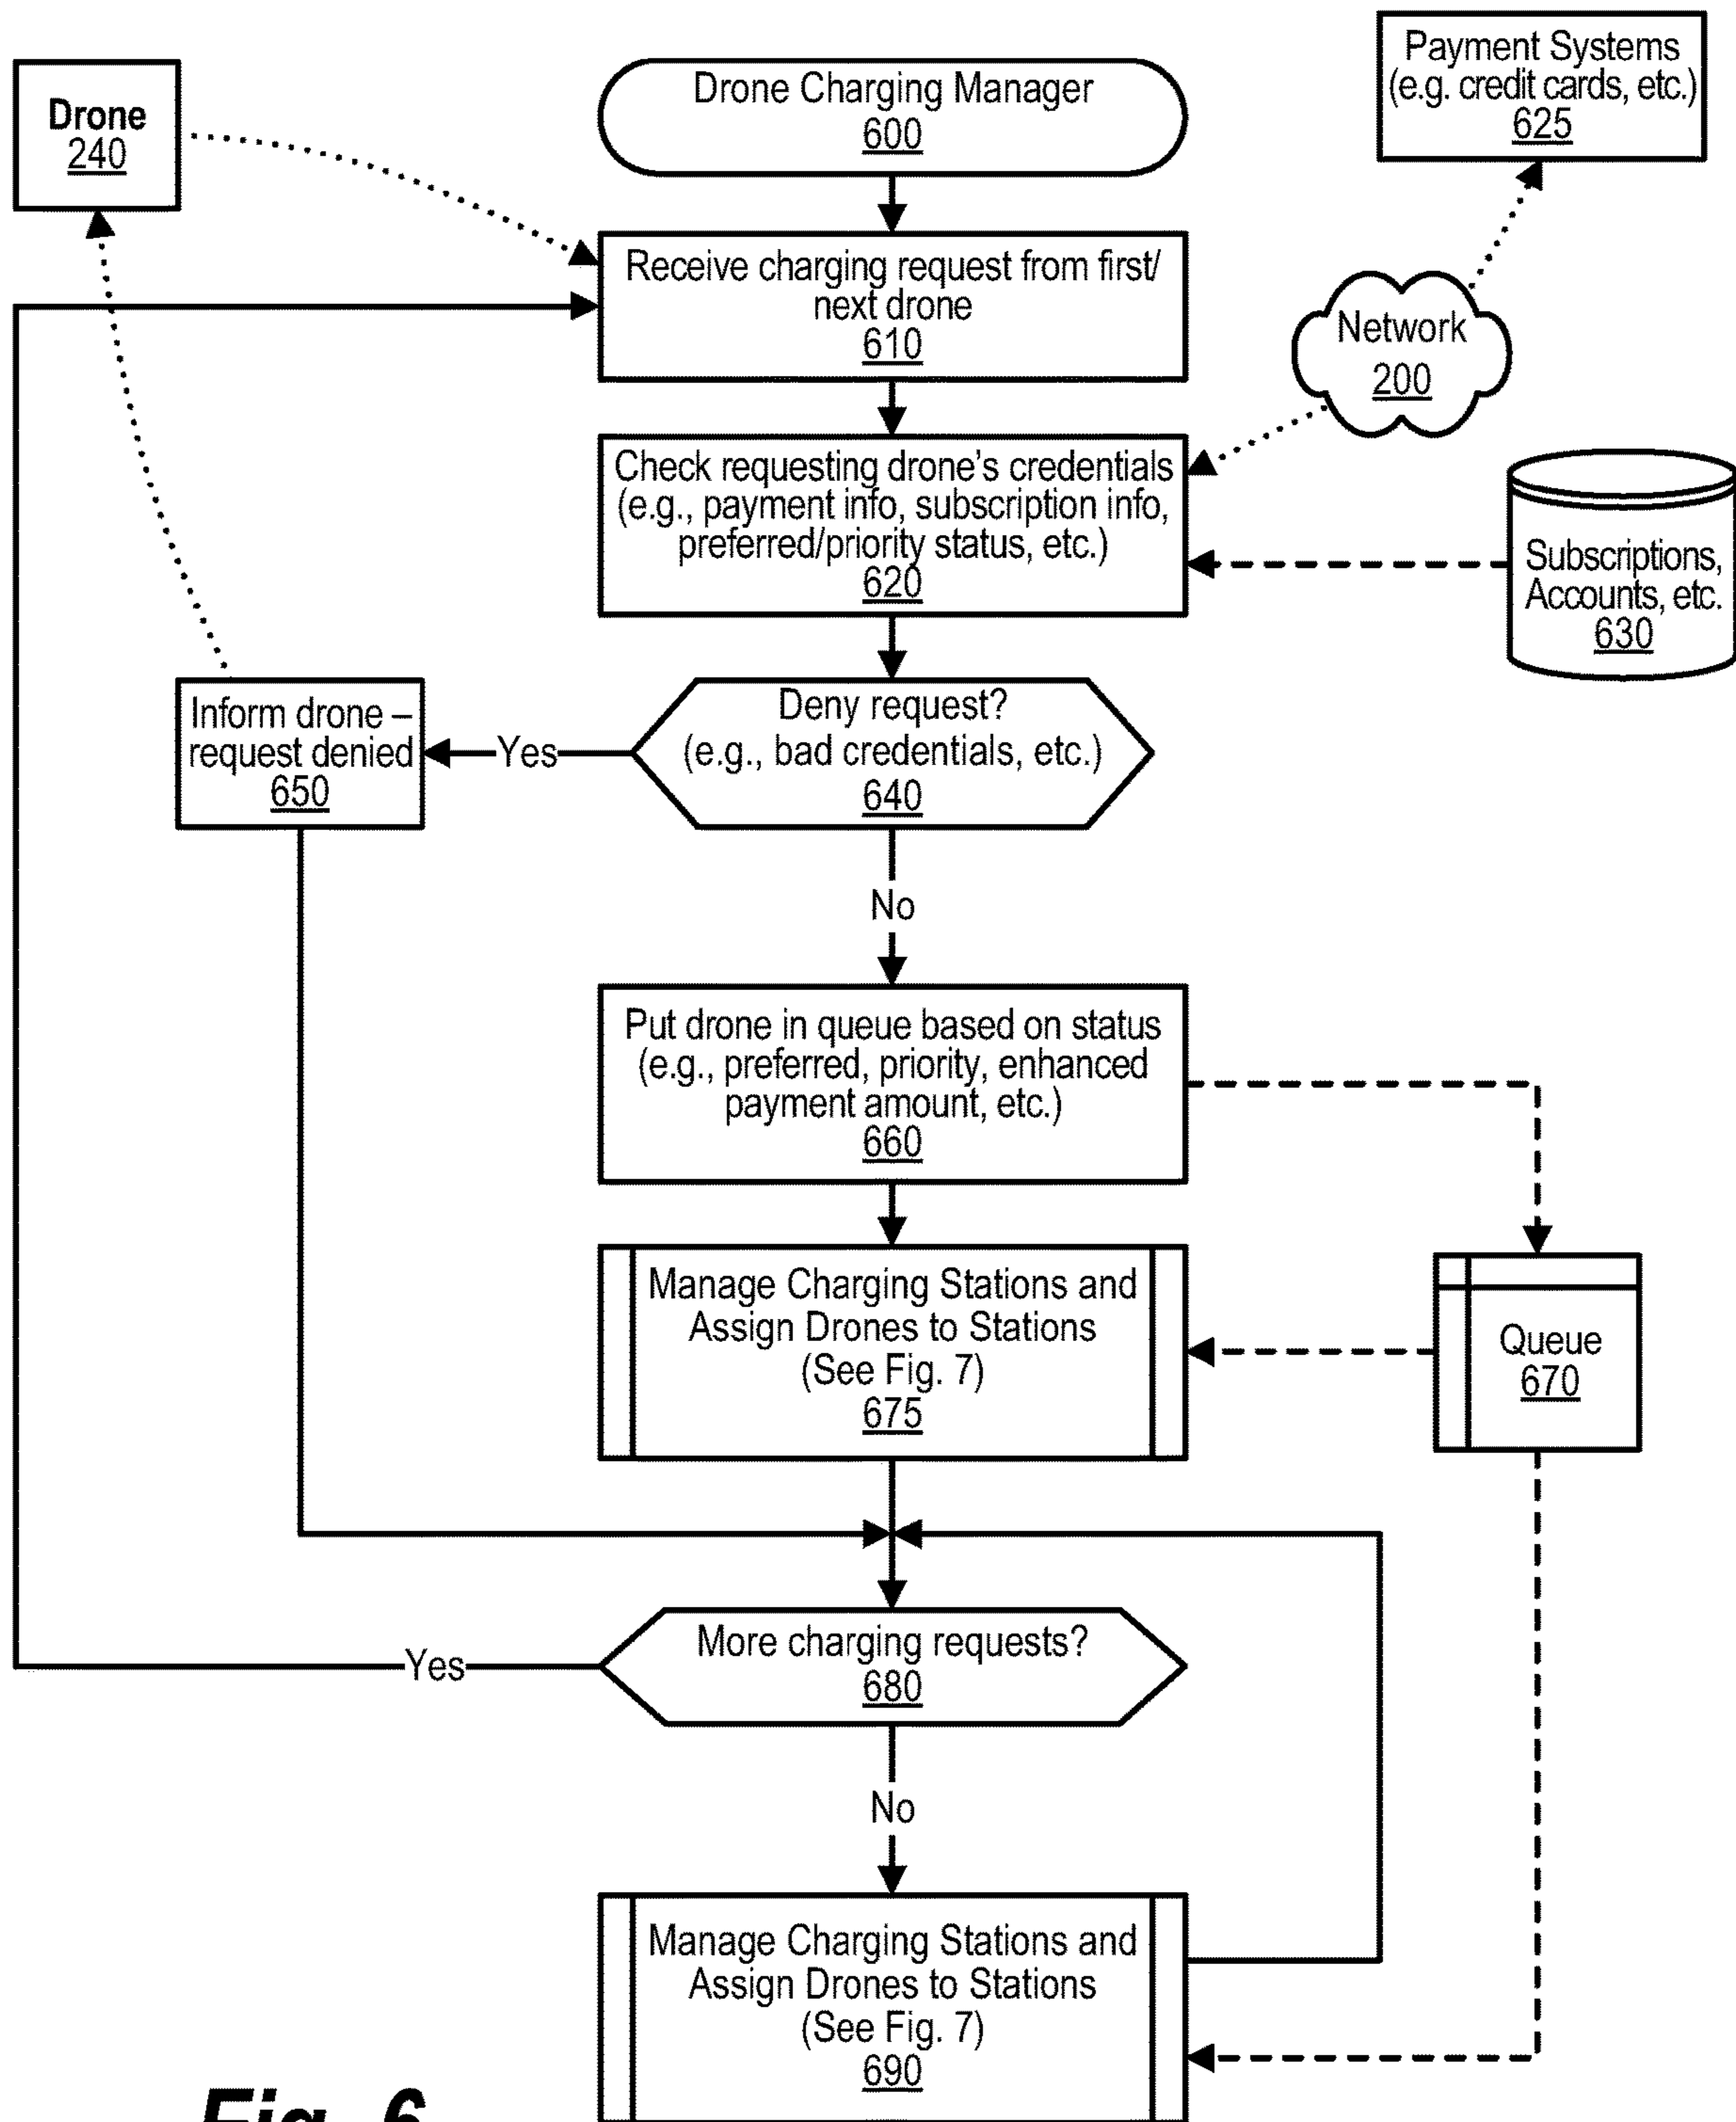 Payment Systems
(e.g. credit cards, etc.)
625
Drone
240
Drone Charging Manager
600
Receive charging request from first/
next drone
610
Network
200
Check requesting drone's credentials
(e.g., payment info, subscription info,
preferred/priority status, etc.)
620
Subscriptions,
Accounts, etc.
630
Deny request?
(e.g., bad credentials, etc.)
640
Yes
Inform drone –
request denied
650
No
Put drone in queue based on status
(e.g., preferred, priority, enhanced
payment amount, etc.)
660
Manage Charging Stations and
Assign Drones to Stations
(See Fig. 7)
675
Queue
670
More charging requests?
680
Yes
No
Manage Charging Stations and
Assign Drones to Stations
(See Fig. 7)
690
Fig. 6